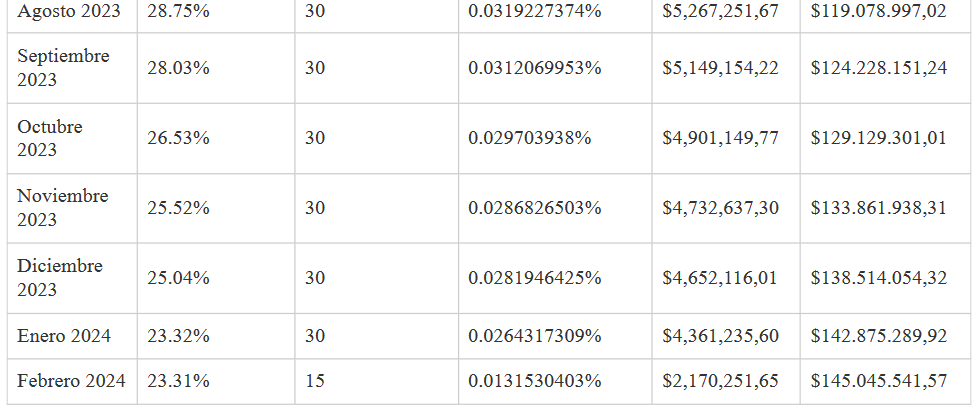 Agosto 2023 28.75% 30 0.0319227374% $5,267,251,67 $119.078.997,02
Septiembre
2023 28.03% 30 0.0312069953% $5,149,154,22 $124.228.151,24
Octubre
2023 26.53% 30 0.029703938% $4,901,149,77 $129.129.301,01
Noviembre
2023 25.52% 30 0.0286826503% $4,732,637,30 $133.861.938,31
Diciembre
2023 25.04% 30 0.0281946425% $4,652,116,01 $138.514.054,32
Enero 2024 23.32% 30 0.0264317309% $4,361,235,60 $142.875.289,92
Febrero 2024 23.31% 15 0.0131530403% $2,170,251,65 $145.045.541,57